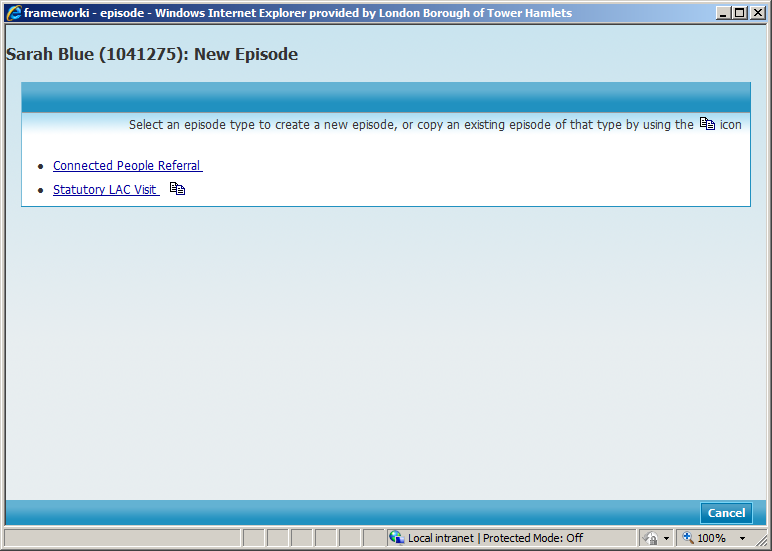 frameworki - episode - Windows Internet Explorer provided by London Borough of Tower Hamlets
Sarah Blue (1041275): New Episode
Select an episode type to create a new episode, or copy an existing episode of that type by using the icon
Connected People Referral
Statutory LAC Visit
Cancel
Local intranet | Protected Mode: Off
100%